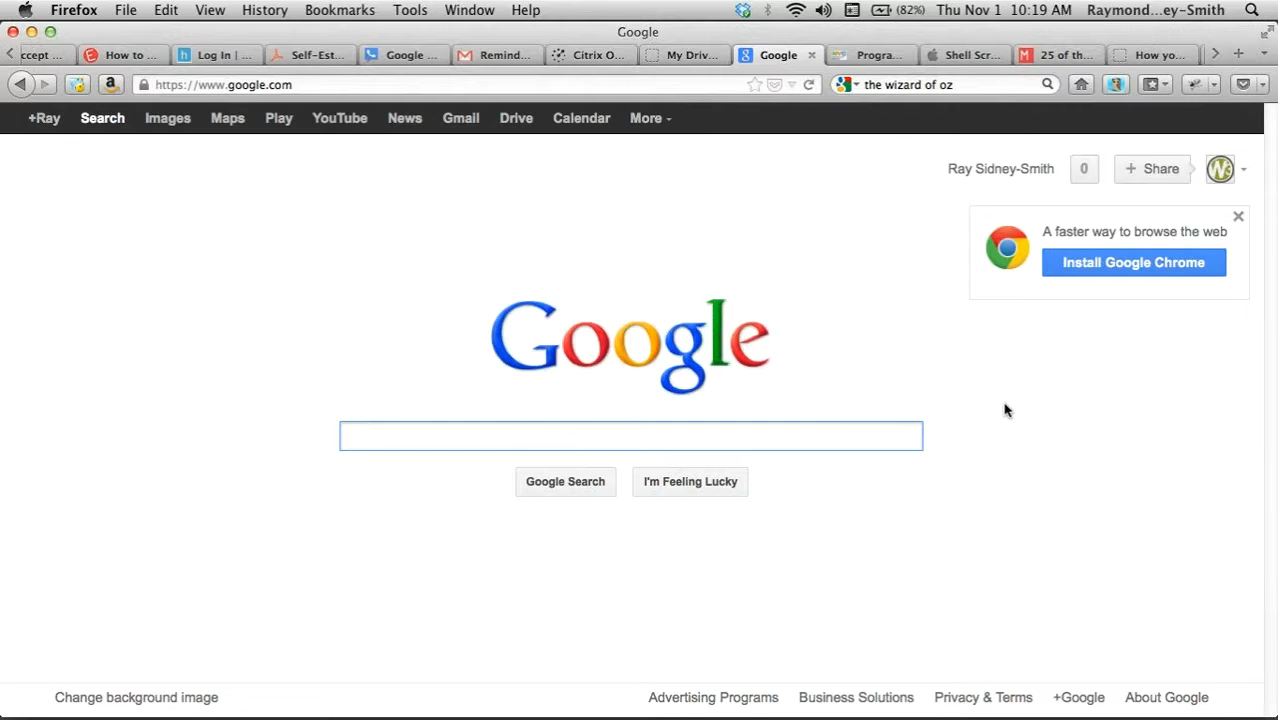 Firefox File Edit View History Bookmarks Tools Window Help (82%) Thu Nov 1 10:19 AM Raymond...ey-Smith
Google
ccept ... How to ... Log In | ... Self-Est... Google ... Remind... Citrix O... My Driv... Google Progra... Shell Scr... 25 of th... How yo...
https://www.google.com the wizard of oz
+Ray Search Images Maps Play YouTube News Gmail Drive Calendar More
Ray Sidney-Smith 0 + Share
A faster way to browse the web
Install Google Chrome
Google
Google Search I'm Feeling Lucky
Change background image Advertising Programs Business Solutions Privacy & Terms +Google About Google